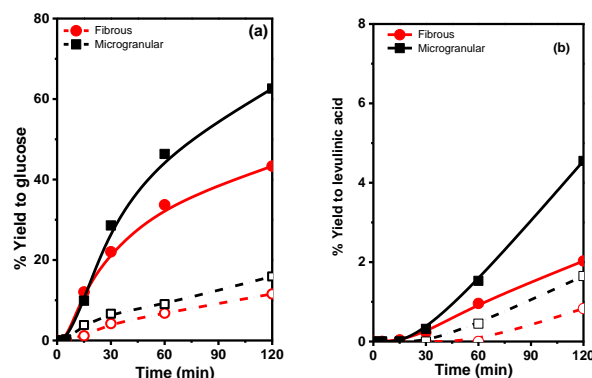 80
60
40
20
0
% Yield to glucose
Fibrous
Microgranular
(a)
0
30
60
90
120
Time (min)
8
6
4
2
0
% Yield to levulinic acid
Fibrous
Microgranular
(b)
0
30
60
90
120
Time (min)